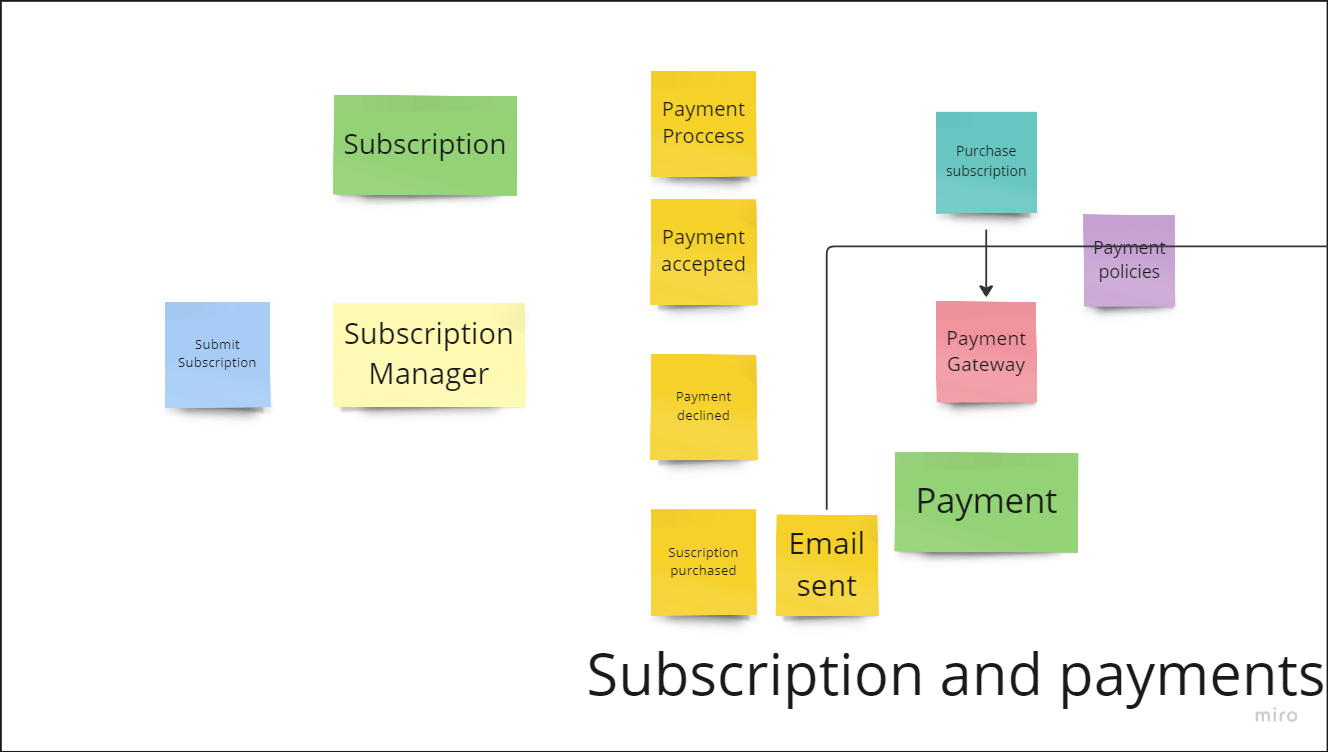 Subscription
Payment
Proccess
Purchase
subscription
Payment
accepted
Payment
policies
Submit
Subscription
Subscription
Manager
Payment
Gateway
Payment
declined
Payment
Suscription
purchased
Email
sent
Subscription and payments
miro